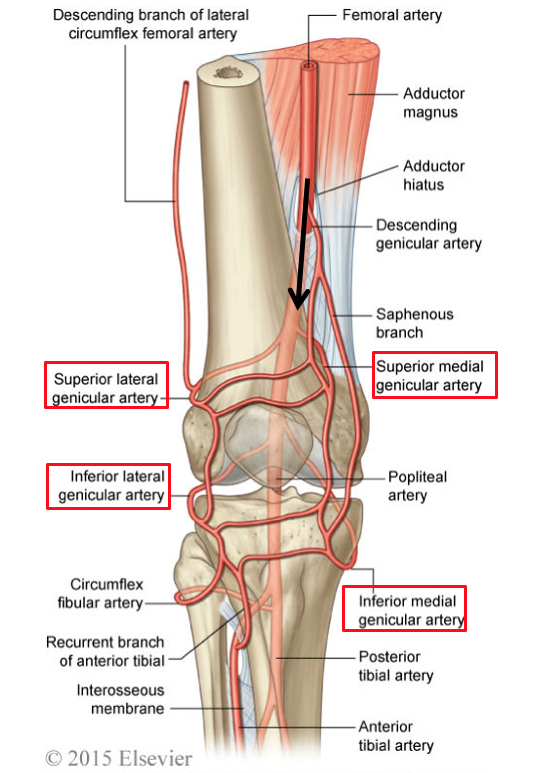 Descending branch of lateral
circumflex femoral artery
Femoral artery
Adductor
magnus
Adductor
hiatus
Descending
genicular artery
Saphenous
branch
Superior lateral
genicular artery
Superior medial
genicular artery
Inferior lateral
genicular artery
Popliteal
artery
Circumflex
fibular artery
Inferior medial
genicular artery
Recurrent branch
of anterior tibial
Posterior
tibial artery
Interosseous
membrane
Anterior
tibial artery
© 2015 Elsevier